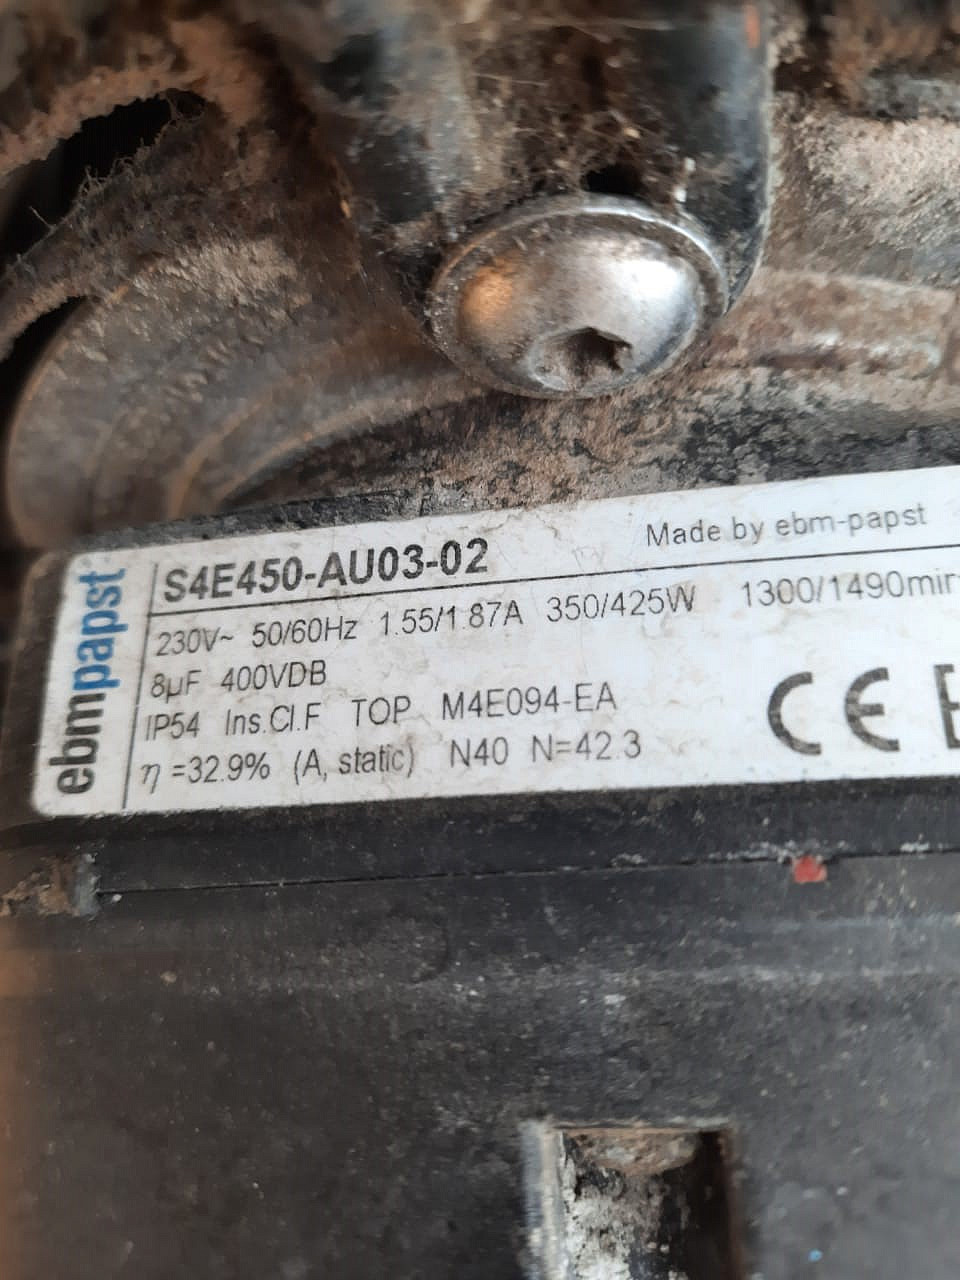 ebmpapst
S4E450-AU03-02 Made by ebm-papst
230V~ 50/60Hz 1.55/1.87A 350/425W 1300/1490min
8µF 400VDB
IP54 Ins.Cl.F TOP M4E094-EA CE
η =32.9% (A, static) N40 N=42.3